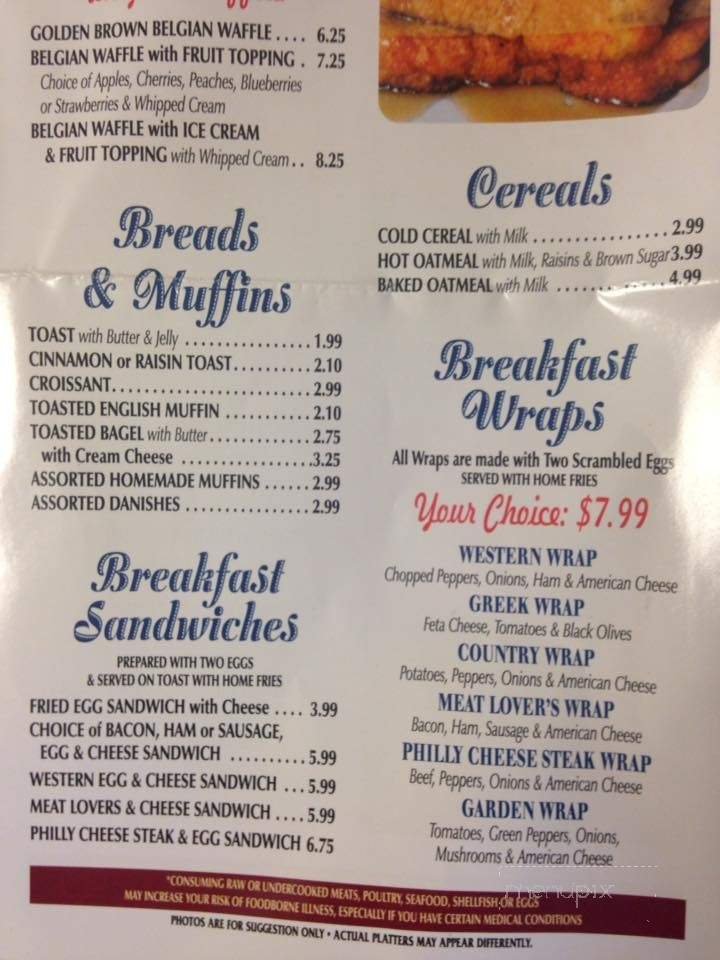 GOLDEN BROWN BELGIAN WAFFLE .... 6.25
BELGIAN WAFFLE with FRUIT TOPPING . 7.25
Choice of Apples, Cherries, Peaches, Blueberries
or Strawberries & Whipped Cream
BELGIAN WAFFLE with ICE CREAM
& FRUIT TOPPING with Whipped Cream .. 8.25
Breads
& Muffins
TOAST with Butter & Jelly ................. 1.99
CINNAMON or RAISIN TOAST.......... 2.10
CROISSANT......................... 2.99
TOASTED ENGLISH MUFFIN ........... 2.10
TOASTED BAGEL with Butter............. 2.75
with Cream Cheese .................3.25
ASSORTED HOMEMADE MUFFINS ...... 2.99
ASSORTED DANISHES ................ 2.99
Breakfast
Sandwiches
PREPARED WITH TWO EGGS
& SERVED ON TOAST WITH HOME FRIES
FRIED EGG SANDWICH with Cheese .... 3.99
CHOICE of BACON, HAM or SAUSAGE,
EGG & CHEESE SANDWICH .......... 5.99
WESTERN EGG & CHEESE SANDWICH ... 5.99
MEAT LOVERS & CHEESE SANDWICH .... 5.99
PHILLY CHEESE STEAK & EGG SANDWICH 6.75
Cereals
COLD CEREAL with Milk ................. 2.99
HOT OATMEAL with Milk, Raisins & Brown Sugar 3.99
BAKED OATMEAL with Milk ............. 4.99
Breakfast
Wraps
All Wraps are made with Two Scrambled Eggs
SERVED WITH HOME FRIES
Your Choice: $7.99
WESTERN WRAP
Chopped Peppers, Onions, Ham & American Cheese
GREEK WRAP
Feta Cheese, Tomatoes & Black Olives
COUNTRY WRAP
Potatoes, Peppers, Onions & American Cheese
MEAT LOVER'S WRAP
Bacon, Ham, Sausage & American Cheese
PHILLY CHEESE STEAK WRAP
Beef, Peppers, Onions & American Cheese
GARDEN WRAP
Tomatoes, Green Peppers, Onions,
Mushrooms & American Cheese
menupix
*CONSUMING RAW OR UNDERCOOKED MEATS, POULTRY, SEAFOOD, SHELLFISH, OR EGGS
MAY INCREASE YOUR RISK OF FOODBORNE ILLNESS, ESPECIALLY IF YOU HAVE CERTAIN MEDICAL CONDITIONS
PHOTOS ARE FOR SUGGESTION ONLY • ACTUAL PLATTERS MAY APPEAR DIFFERENTLY.